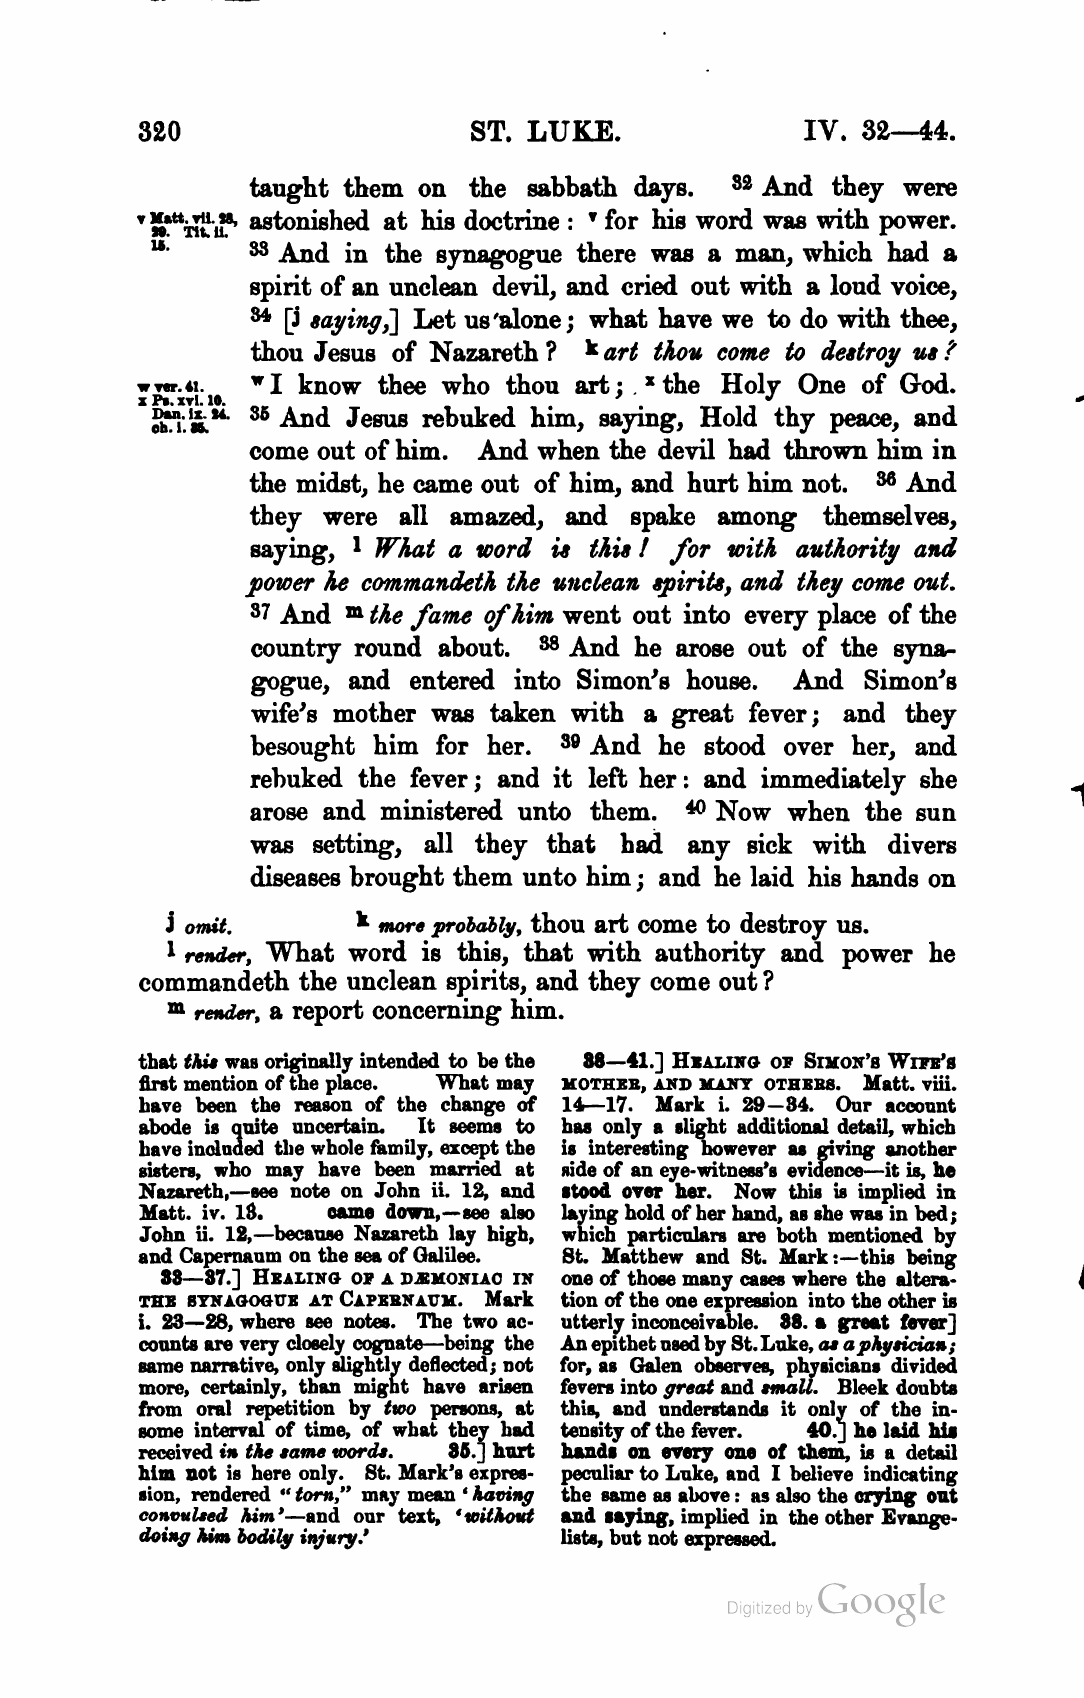 320 ST. LUKE. IV. 32—44.
taught them on the sabbath days. 32 And they were
astonished at his doctrine : v for his word was with power.
33 And in the synagogue there was a man, which had a
spirit of an unclean devil, and cried out with a loud voice,
34 [j saying,] Let us alone ; what have we to do with thee,
thou Jesus of Nazareth ? k art thou come to destroy us ?
w I know thee who thou art ; x the Holy One of God.
35 And Jesus rebuked him, saying, Hold thy peace, and
come out of him. And when the devil had thrown him in
the midst, he came out of him, and hurt him not. 36 And
they were all amazed, and spake among themselves,
saying, l What a word is this ! for with authority and
power he commandeth the unclean spirits, and they come out.
37 And m the fame of him went out into every place of the
country round about. 38 And he arose out of the syna-
gogue, and entered into Simon's house. And Simon's
wife's mother was taken with a great fever ; and they
besought him for her. 39 And he stood over her, and
rebuked the fever ; and it left her : and immediately she
arose and ministered unto them. 40 Now when the sun
was setting, all they that had any sick with divers
diseases brought them unto him ; and he laid his hands on
v Matt. vii. 28,
29. Tit. ii.
15.
w ver. 41.
x Ps. xvi. 10.
Dan. ix. 24.
ch. i. 35.
j omit. k more probably, thou art come to destroy us.
l render, What word is this, that with authority and power he
commandeth the unclean spirits, and they come out ?
m render, a report concerning him.
that this was originally intended to be the
first mention of the place. What may
have been the reason of the change of
abode is quite uncertain. It seems to
have included the whole family, except the
sisters, who may have been married at
Nazareth,—see note on John ii. 12, and
Matt. iv. 13. came down,—see also
John ii. 12,—because Nazareth lay high,
and Capernaum on the sea of Galilee.
33—37.] HEALING OF A DÆMONIAC IN
THE SYNAGOGUE AT CAPERNAUM. Mark
i. 23—28, where see notes. The two ac-
counts are very closely cognate—being the
same narrative, only slightly deflected; not
more, certainly, than might have arisen
from oral repetition by two persons, at
some interval of time, of what they had
received in the same words. 35.] hurt
him not is here only. St. Mark's expres-
sion, rendered "torn," may mean 'having
convulsed him'—and our text, 'without
doing him bodily injury.'
38—41.] HEALING OF SIMON'S WIFE'S
MOTHER, AND MANY OTHERS. Matt. viii.
14—17. Mark i. 29–34. Our account
has only a slight additional detail, which
is interesting however as giving another
side of an eye-witness's evidence—it is, he
stood over her. Now this is implied in
laying hold of her hand, as she was in bed;
which particulars are both mentioned by
St. Matthew and St. Mark:—this being
one of those many cases where the altera-
tion of the one expression into the other is
utterly inconceivable. 38. a great fever]
An epithet used by St. Luke, as a physician;
for, as Galen observes, physicians divided
fevers into great and small. Bleek doubts
this, and understands it only of the in-
tensity of the fever. 40.] he laid his
hands on every one of them, is a detail
peculiar to Luke, and I believe indicating
the same as above: as also the crying out
and saying, implied in the other Evange-
lists, but not expressed.
Digitized by Google